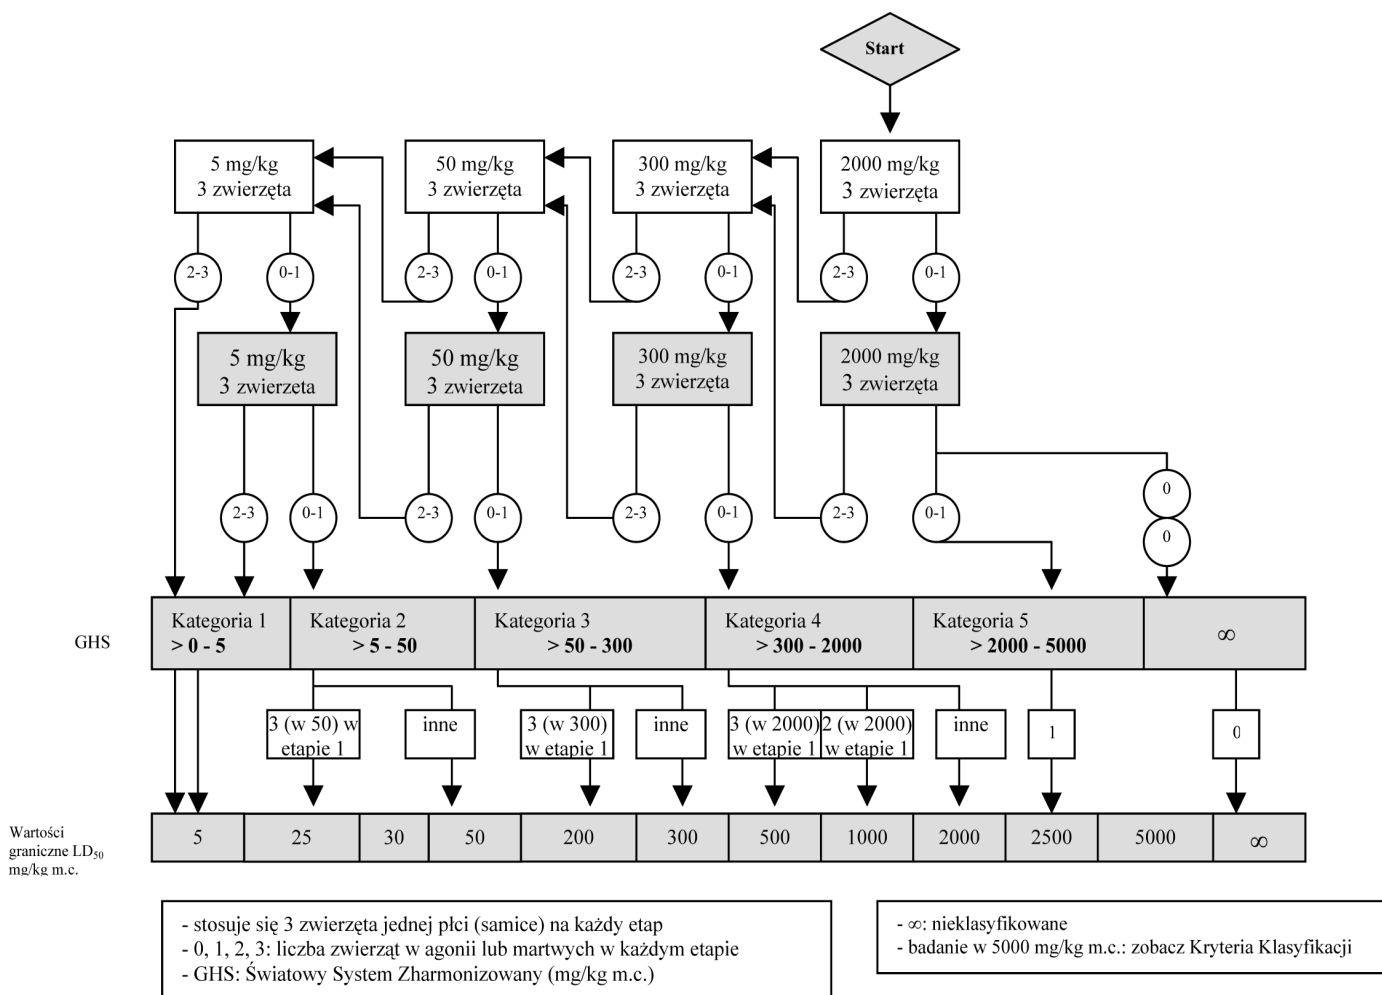 Start
5 mg/kg
3 zwierzęta
50 mg/kg
3 zwierzęta
300 mg/kg
3 zwierzęta
2000 mg/kg
3 zwierzęta
2-3
0-1
2-3
0-1
2-3
0-1
2-3
0-1
5 mg/kg
3 zwierzeta
50 mg/kg
3 zwierzeta
300 mg/kg
3 zwierzęta
2000 mg/kg
3 zwierzęta
2-3
0-1
2-3
0-1
2-3
0-1
2-3
0-1
0
0
GHS
Kategoria 1
> 0 - 5
Kategoria 2
> 5 - 50
Kategoria 3
> 50 - 300
Kategoria 4
> 300 - 2000
Kategoria 5
> 2000 - 5000
∞
3 (w 50) w
etapie 1
inne
3 (w 300)
w etapie 1
inne
3 (w 2000)
w etapie 1
2 (w 2000)
w etapie 1
inne
1
0
Wartości
graniczne LD50
mg/kg m.c.
5
25
30
50
200
300
500
1000
2000
2500
5000
∞
- stosuje się 3 zwierzęta jednej płci (samice) na każdy etap
- 0, 1, 2, 3: liczba zwierząt w agonii lub martwych w każdym etapie
- GHS: Światowy System Zharmonizowany (mg/kg m.c.)
- ∞: nieklasyfikowane
- badanie w 5000 mg/kg m.c.: zobacz Kryteria Klasyfikacji